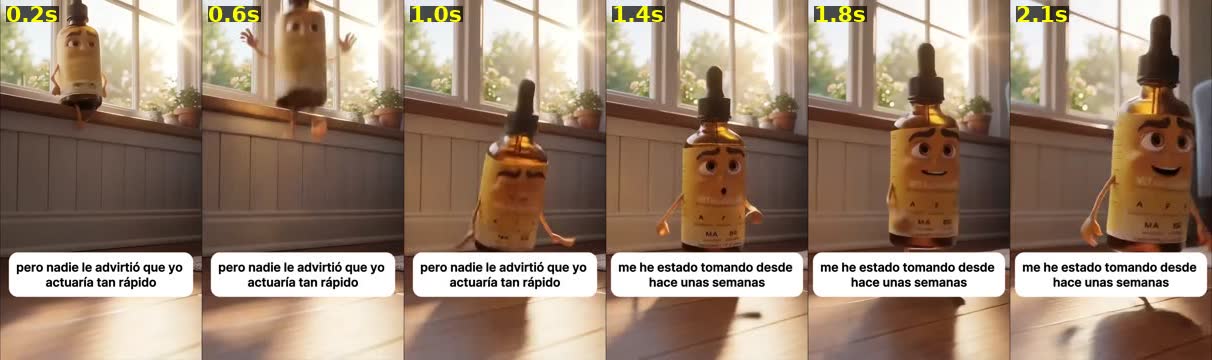 0.2s
pero nadie le advirtió que yo
actuaría tan rápido
0.6s
pero nadie le advirtió que yo
actuaría tan rápido
1.0s
pero nadie le advirtió que yo
actuaría tan rápido
1.4s
me he estado tomando desde
hace unas semanas
MA
1.8s
me he estado tomando desde
hace unas semanas
MA
2.1s
me he estado tomando desde
hace unas semanas
MA